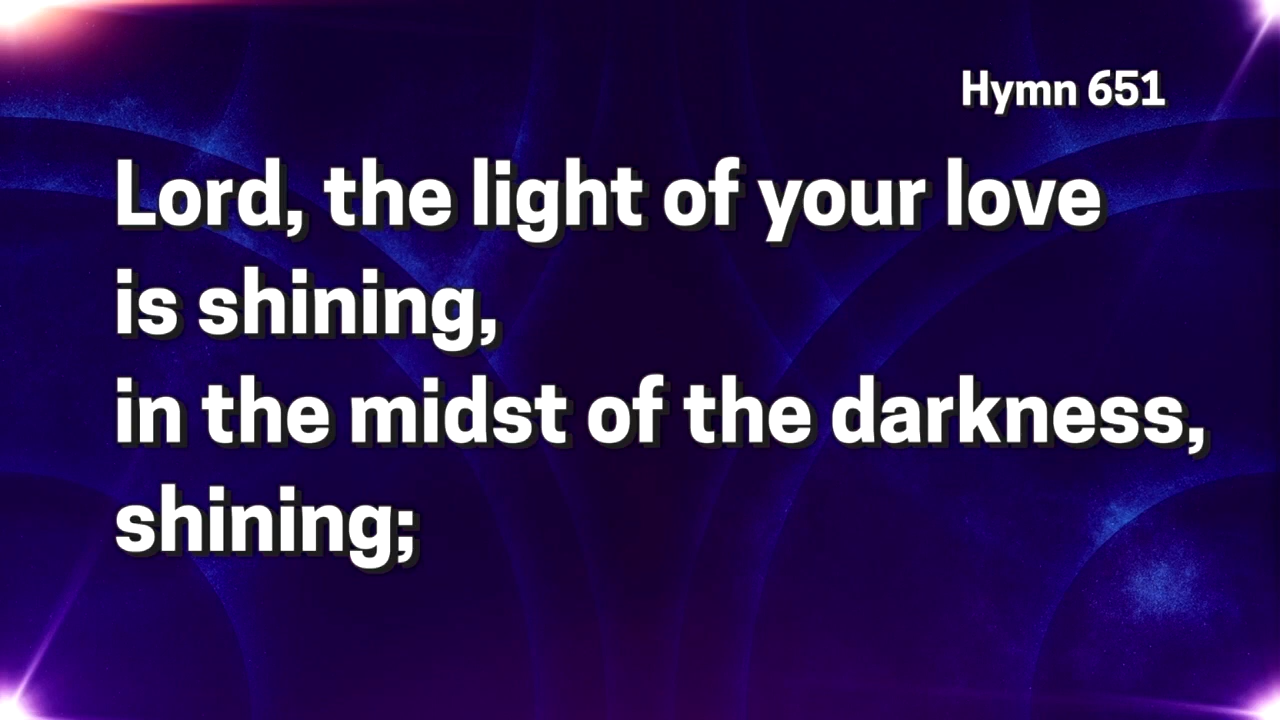 Hymn 651
Lord, the light of your love
is shining,
in the midst of the darkness,
shining;